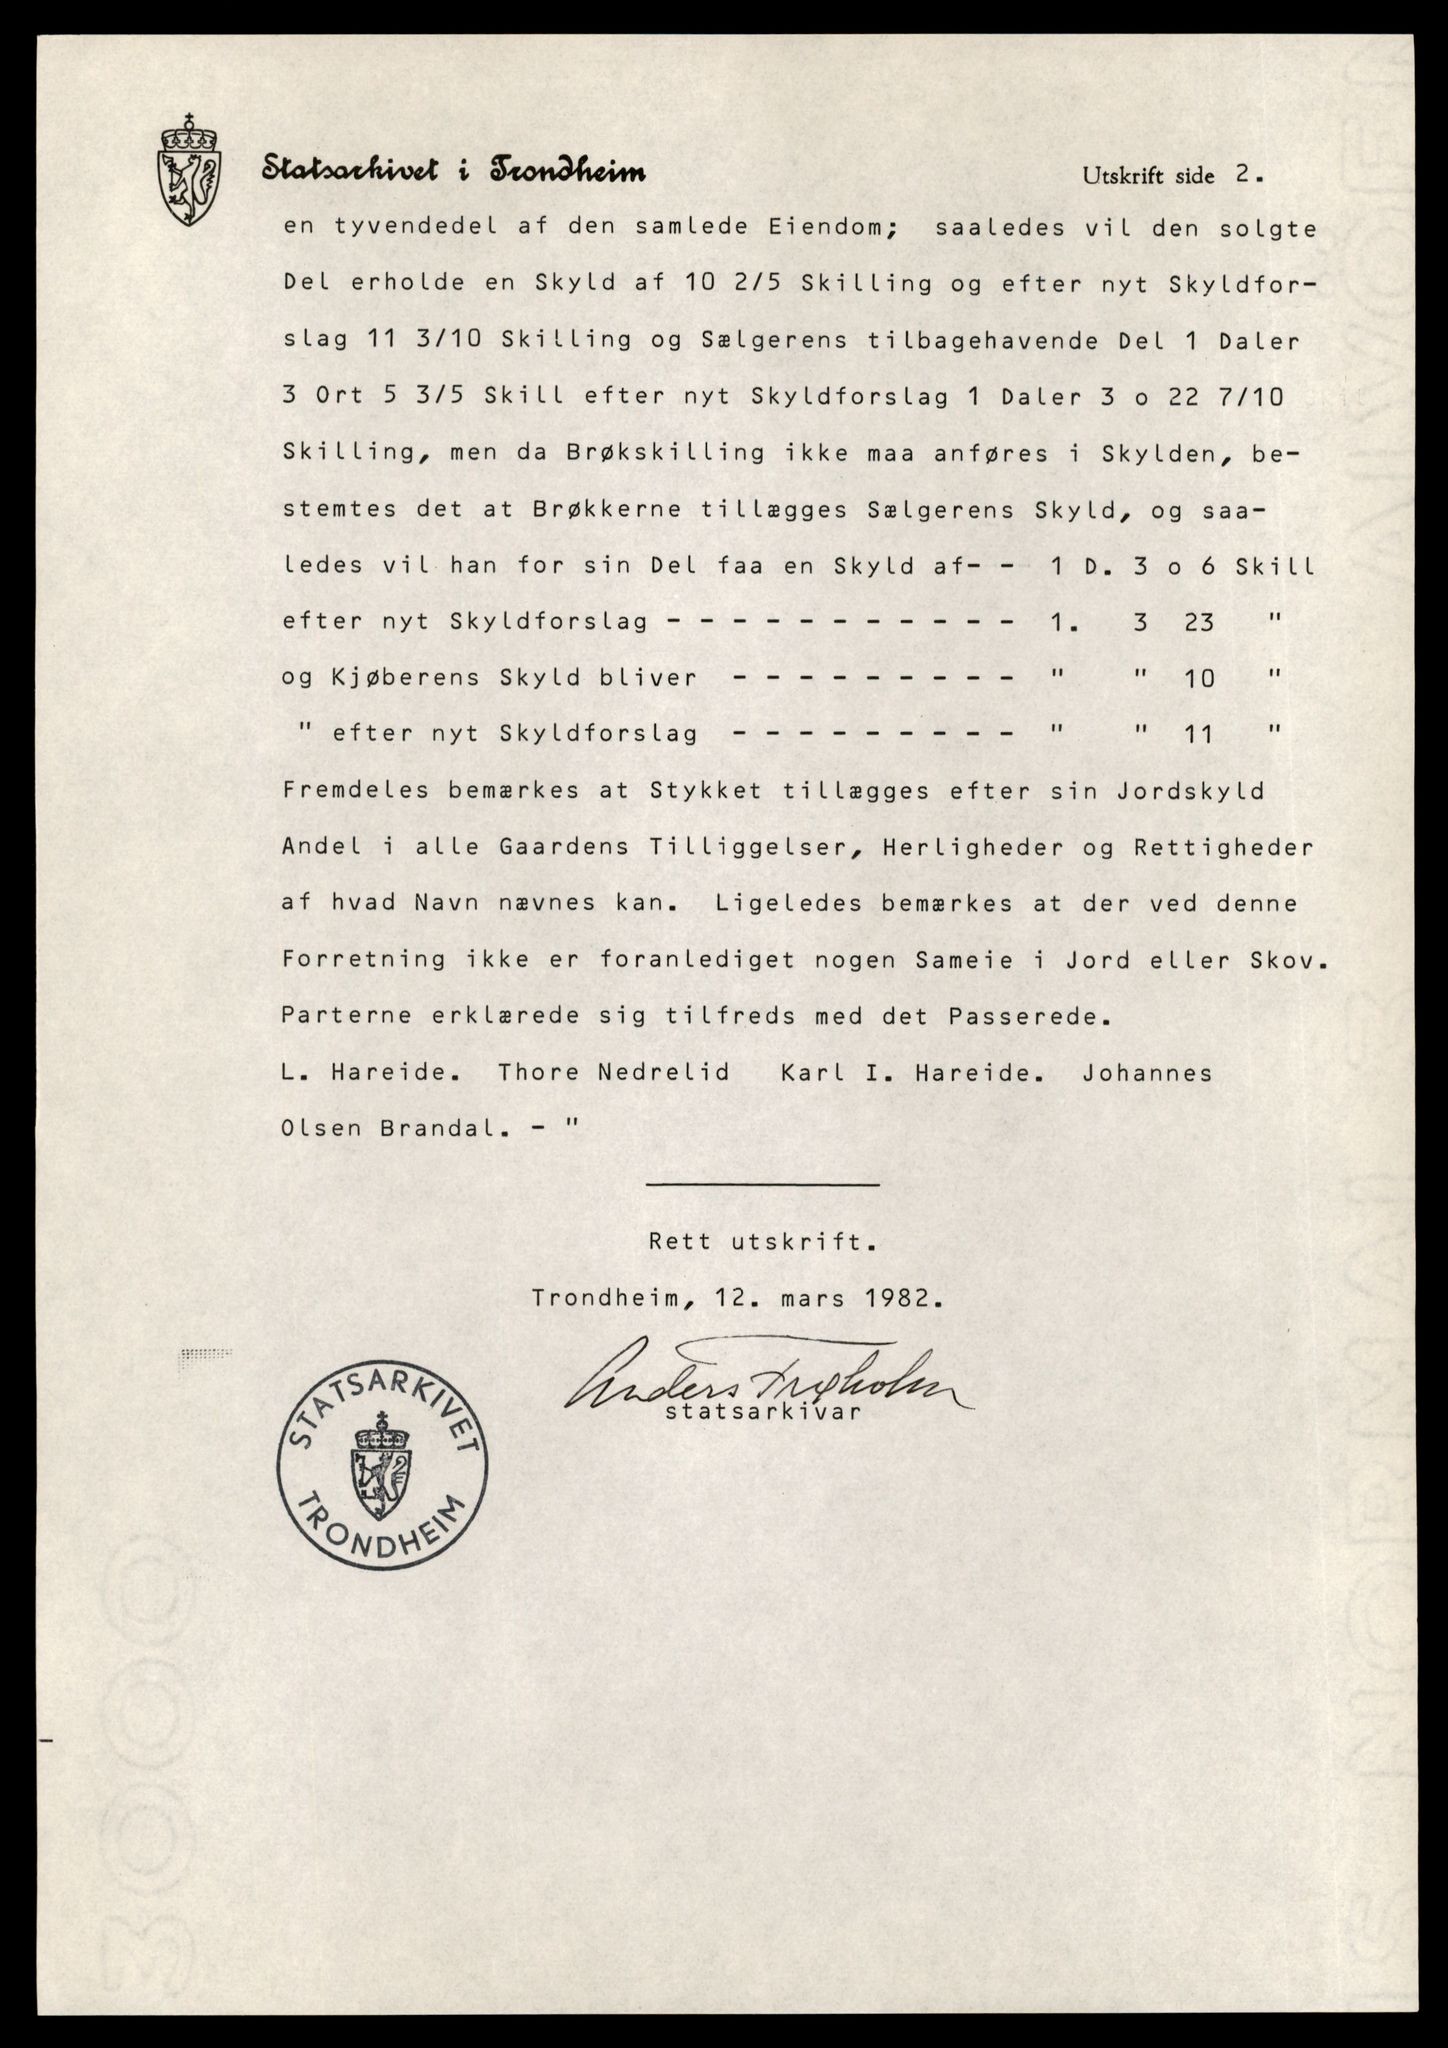 Statsarkivet i Trondheim
Utskrift side 2.
en tyvendedel af den samlede Eiendom; saaledes vil den solgte
Del erholde en Skyld af 10 2/5 Skilling og efter nyt Skyldfor-
slag 11 3/10 Skilling og Sælgerens tilbagehavende Del 1 Daler
3 Ort 5 3/5 Skill efter nyt Skyldforslag 1 Daler 3 o 22 7/10
Skilling, men da Brøkskilling ikke maa anføres i Skylden, be-
stemtes det at Brøkkerne tillægges Sælgerens Skyld, og saa-
ledes vil han for sin Del faa en Skyld af- - 1 D. 3 o 6 Skill
efter nyt Skyldforslag - - - - - - - - - - - 1. 3 23 "
og Kjøberens Skyld bliver - - - - - - - - - " " 10 "
" efter nyt Skyldforslag - - - - - - - - - " " 11 "
Fremdeles bemærkes at Stykket tillægges efter sin Jordskyld
Andel i alle Gaardens Tilliggelser, Herligheder og Rettigheder
af hvad Navn nævnes kan. Ligeledes bemærkes at der ved denne
Forretning ikke er foranlediget nogen Sameie i Jord eller Skov.
Parterne erklærede sig tilfreds med det Passerede.
L. Hareide. Thore Nedrelid Karl I. Hareide. Johannes
Olsen Brandal. - "
Rett utskrift.
Trondheim, 12. mars 1982.
Anders
statsarkivar
STATSARKIVET
TRONDHEIM